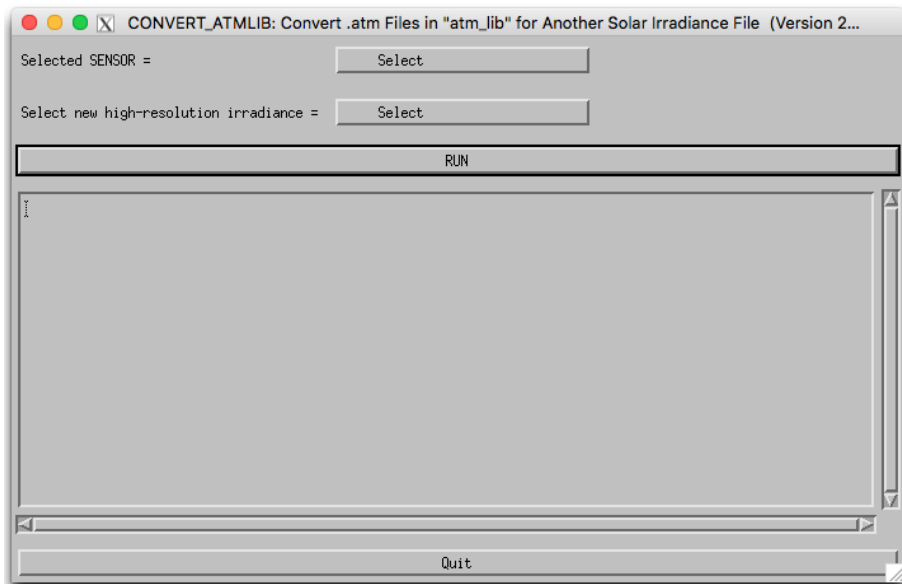 CONVERT_ATMLIB: Convert .atm Files in "atm_lib" for Another Solar Irradiance File (Version 2...
Selected SENSOR = Select
Select new high-resolution irradiance = Select
RUN
Quit